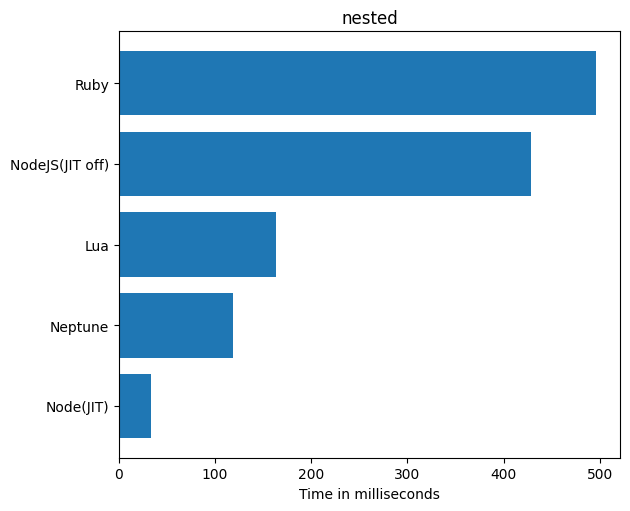 nested
Ruby
NodeJS(JIT off)
Lua
Neptune
Node(JIT)
0 100 200 300 400 500
Time in milliseconds